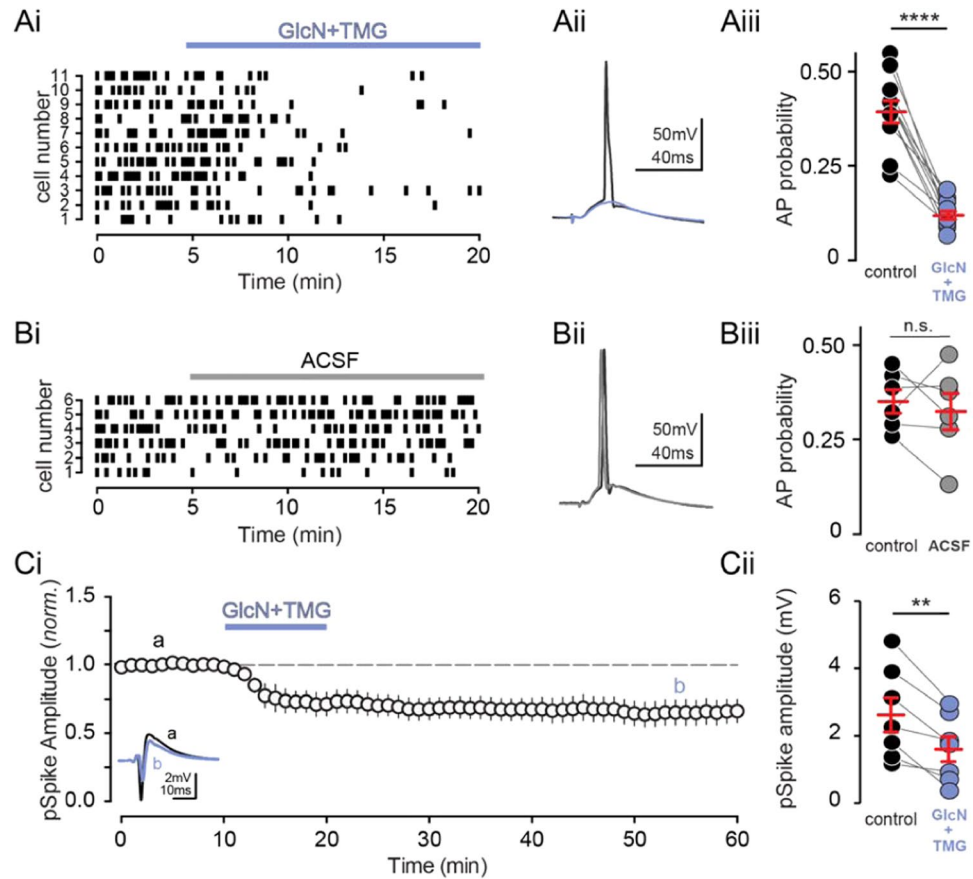 Ai
GlcN+TMG
cell number
11
10
9
8
7
6
5
4
3
2
1
0 5 10 15 20
Time (min)
Aii
50mV
40ms
Aiii
****
AP probability
0.50
0.25
0
control
GlcN
+
TMG
Bi
ACSF
cell number
6
5
4
3
2
1
0 5 10 15 20
Time (min)
Bii
50mV
40ms
Biii
n.s.
AP probability
0.50
0.25
0
control ACSF
Ci
pSpike Amplitude (norm.)
1.5
1.0
0.5
0.0
GlcN+TMG
a
b
a
b
2mV
10ms
0 10 20 30 40 50 60
Time (min)
Cii
**
pSpike amplitude (mV)
6
4
2
0
control
GlcN
+
TMG